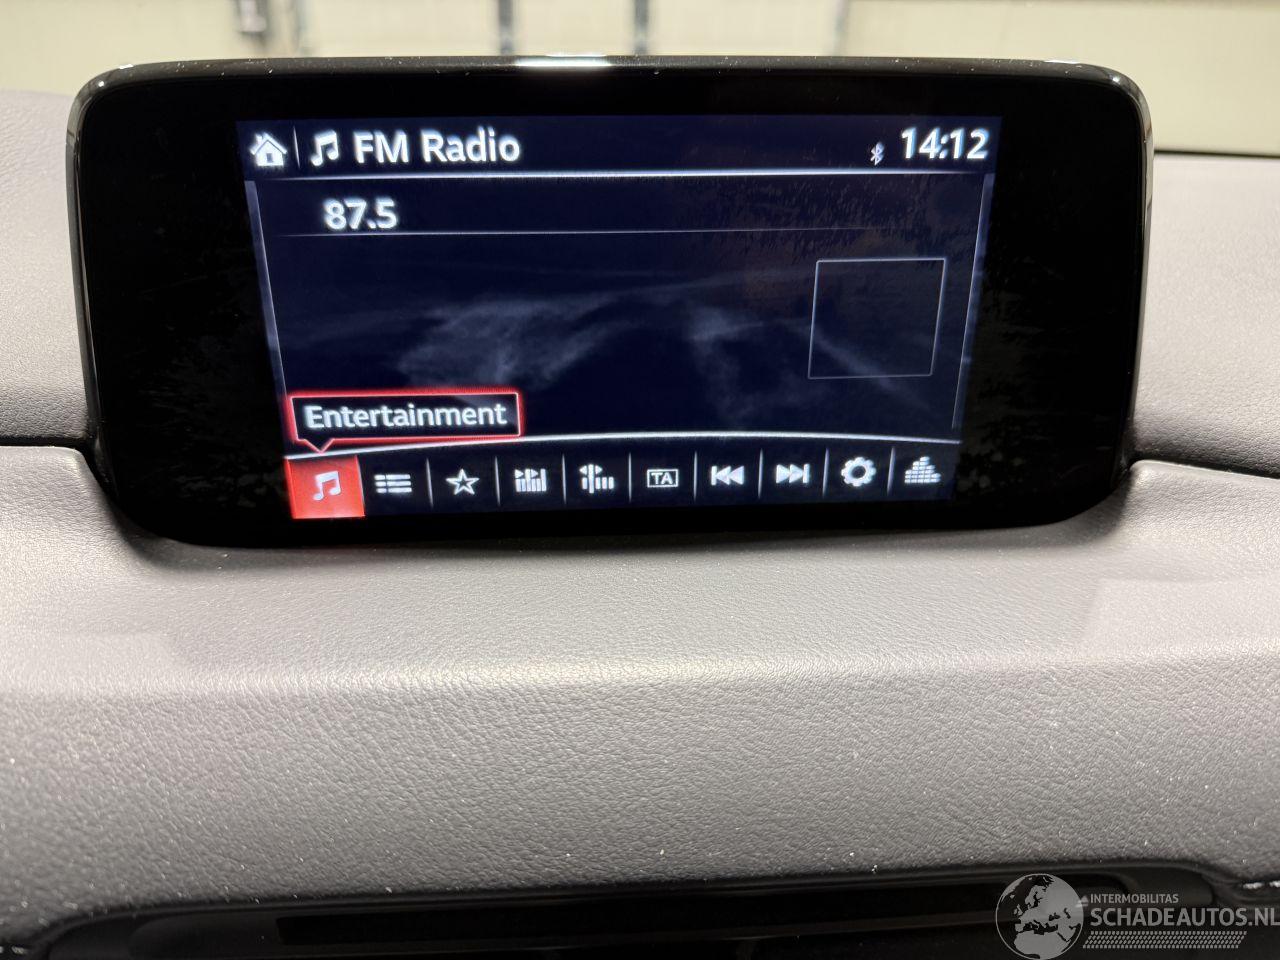 FM Radio
14:12
87.5
Entertainment
TA
INTERMOBILITAS
SCHADEAUTOS.NL